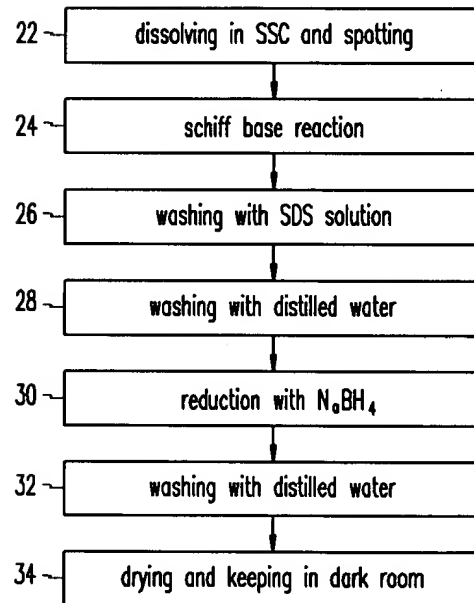 22 dissolving in SSC and spotting
24 schiff base reaction
26 washing with SDS solution
28 washing with distilled water
30 reduction with NaBH4
32 washing with distilled water
34 drying and keeping in dark room